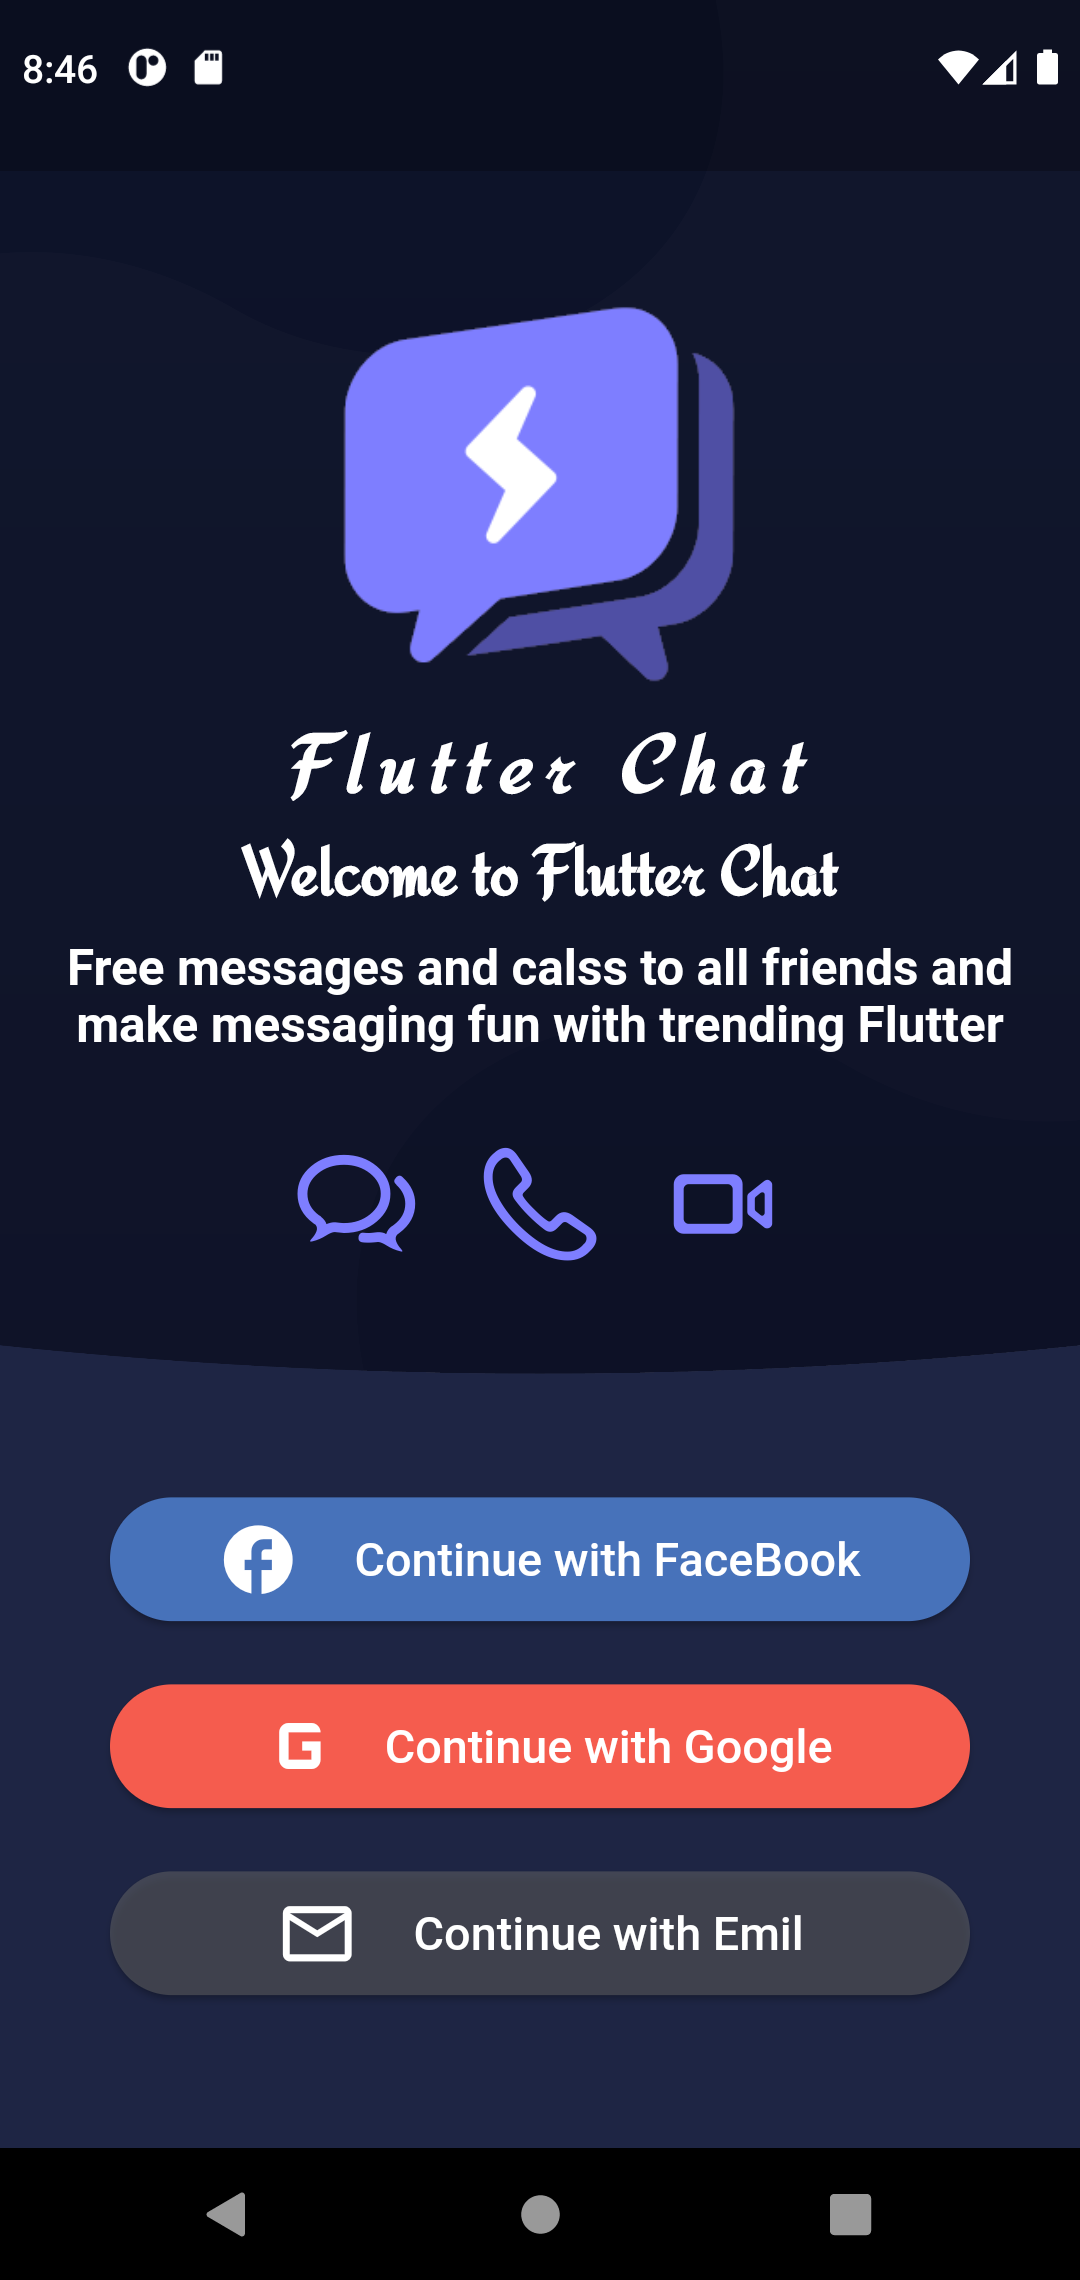 8:46
Flutter Chat
Welcome to Flutter Chat
Free messages and calss to all friends and
make messaging fun with trending Flutter
Continue with FaceBook
G Continue with Google
Continue with Emil